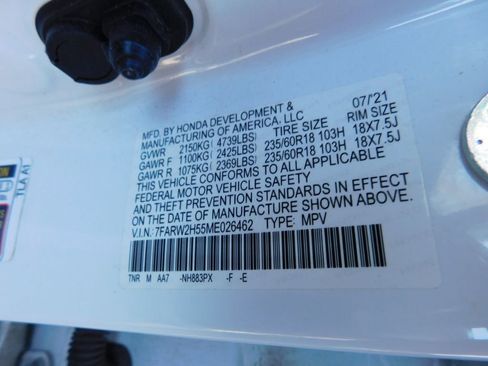 MFD. BY HONDA DEVELOPMENT & 07/'21
MANUFACTURING OF AMERICA, LLC
GVWR 2150KG( 4739LBS) TIRE SIZE RIM SIZE
GAWR F 1100KG( 2425LBS) 235/60R18 103H 18X7.5J
GAWR R 1075KG( 2369LBS) 235/60R18 103H 18X7.5J
THIS VEHICLE CONFORMS TO ALL APPLICABLE
FEDERAL MOTOR VEHICLE SAFETY
AND THEFT PREVENTION STANDARDS IN EFFECT
ON THE DATE OF MANUFACTURE SHOWN ABOVE.
V.I.N.: 7FARW2H55ME026462 TYPE: MPV
TNR M AA7 -NH883PX -F -E
TLA A1